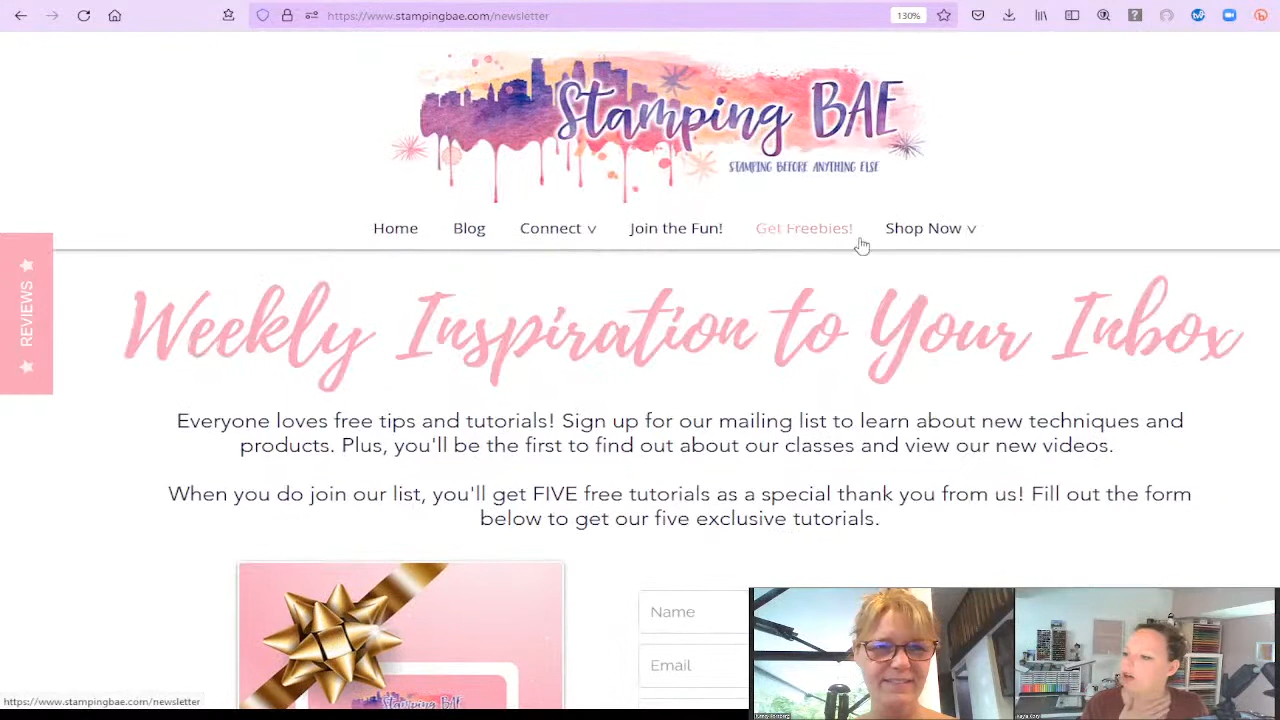 https://www.stampingbae.com/newsletter
130%
Stamping BAE
STAMPING BEFORE ANYTHING ELSE
Home Blog Connect Join the Fun! Get Freebies! Shop Now
REVIEWS
Weekly Inspiration to Your Inbox
Everyone loves free tips and tutorials! Sign up for our mailing list to learn about new techniques and
products. Plus, you'll be the first to find out about our classes and view our new videos.
When you do join our list, you'll get FIVE free tutorials as a special thank you from us! Fill out the form
below to get our five exclusive tutorials.
Name
Email
Stamping BAE
https://www.stampingbae.com/newsletter